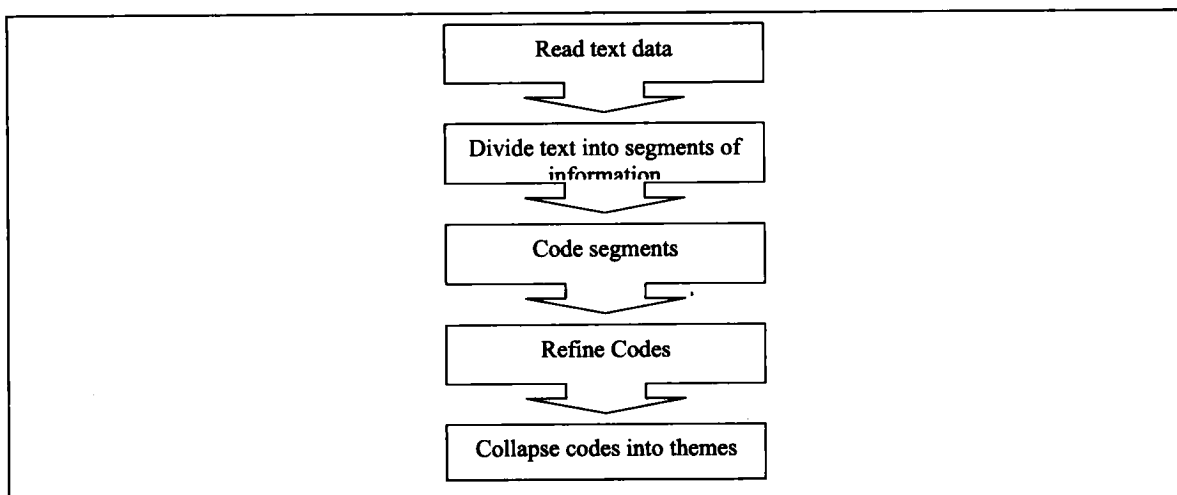 Read text data
Divide text into segments of
information
Code segments
Refine Codes
Collapse codes into themes